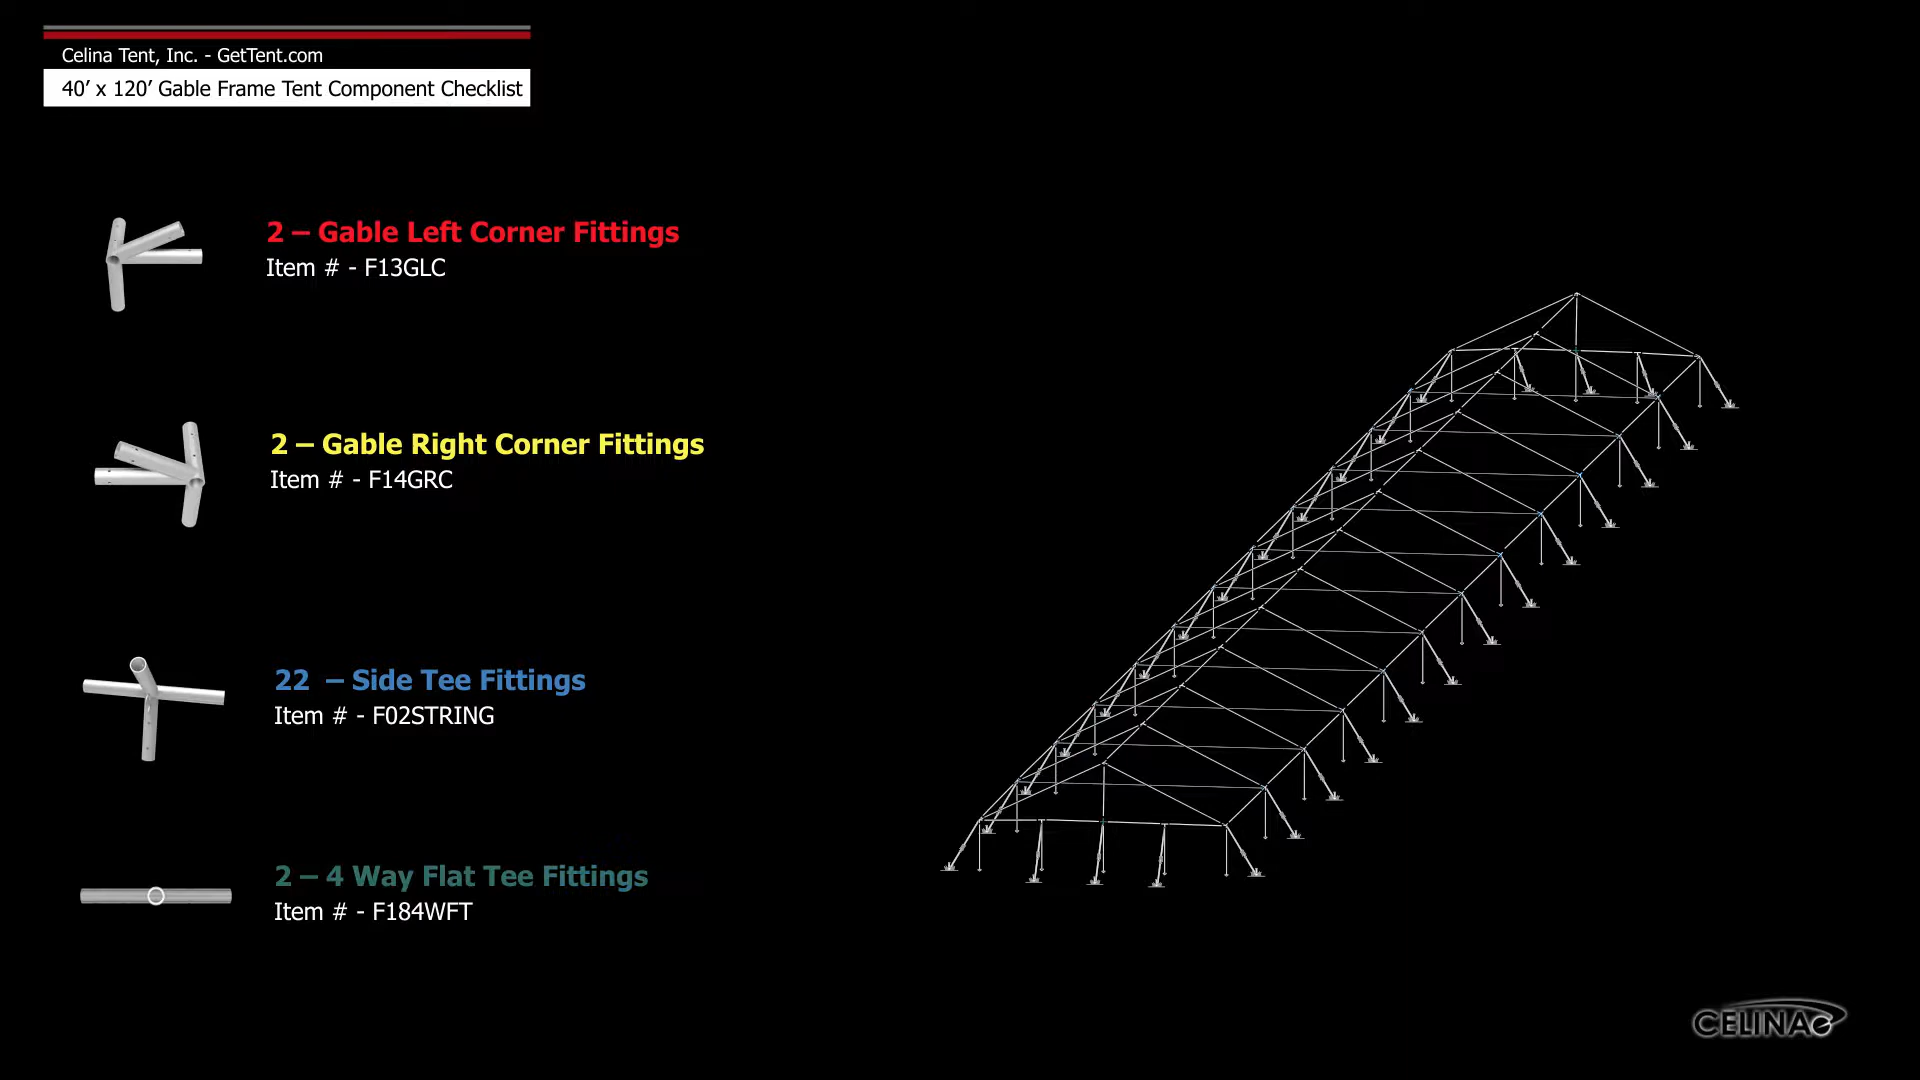 Celina Tent, Inc. - GetTent.com
40’ x 120’ Gable Frame Tent Component Checklist
2 – Gable Left Corner Fittings
Item # - F13GLC
2 – Gable Right Corner Fittings
Item # - F14GRC
22 – Side Tee Fittings
Item # - F02STRING
2 – 4 Way Flat Tee Fittings
Item # - F184WFT
CELINA